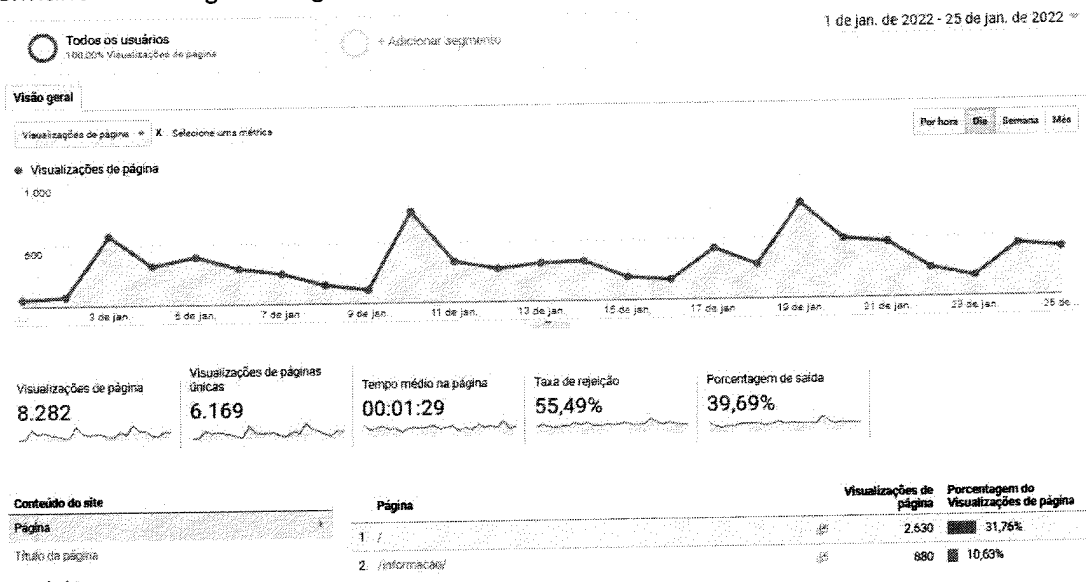 1 de jan. de 2022 - 25 de jan. de 2022
Todos os usuários
100,00% Visualizações de página
+ Adicionar segmento
Visão geral
Visualizações de página
X Selecione uma métrica
Por hora Dia Semana Mês
Visualizações de página
1.000
500
3 de jan. 5 de jan. 7 de jan. 9 de jan. 11 de jan. 13 de jan. 15 de jan. 17 de jan. 19 de jan. 21 de jan. 23 de jan. 25 de ...
Visualizações de página
8.282
Visualizações de páginas
únicas
6.169
Tempo médio na página
00:01:29
Taxa de rejeição
55,49%
Porcentagem de saída
39,69%
Conteúdo do site
Página
Título da página
Página
Visualizações de
página
Porcentagem do
Visualizações de página
1. / 2.630 31,76%
2. /informacao/ 880 10,63%